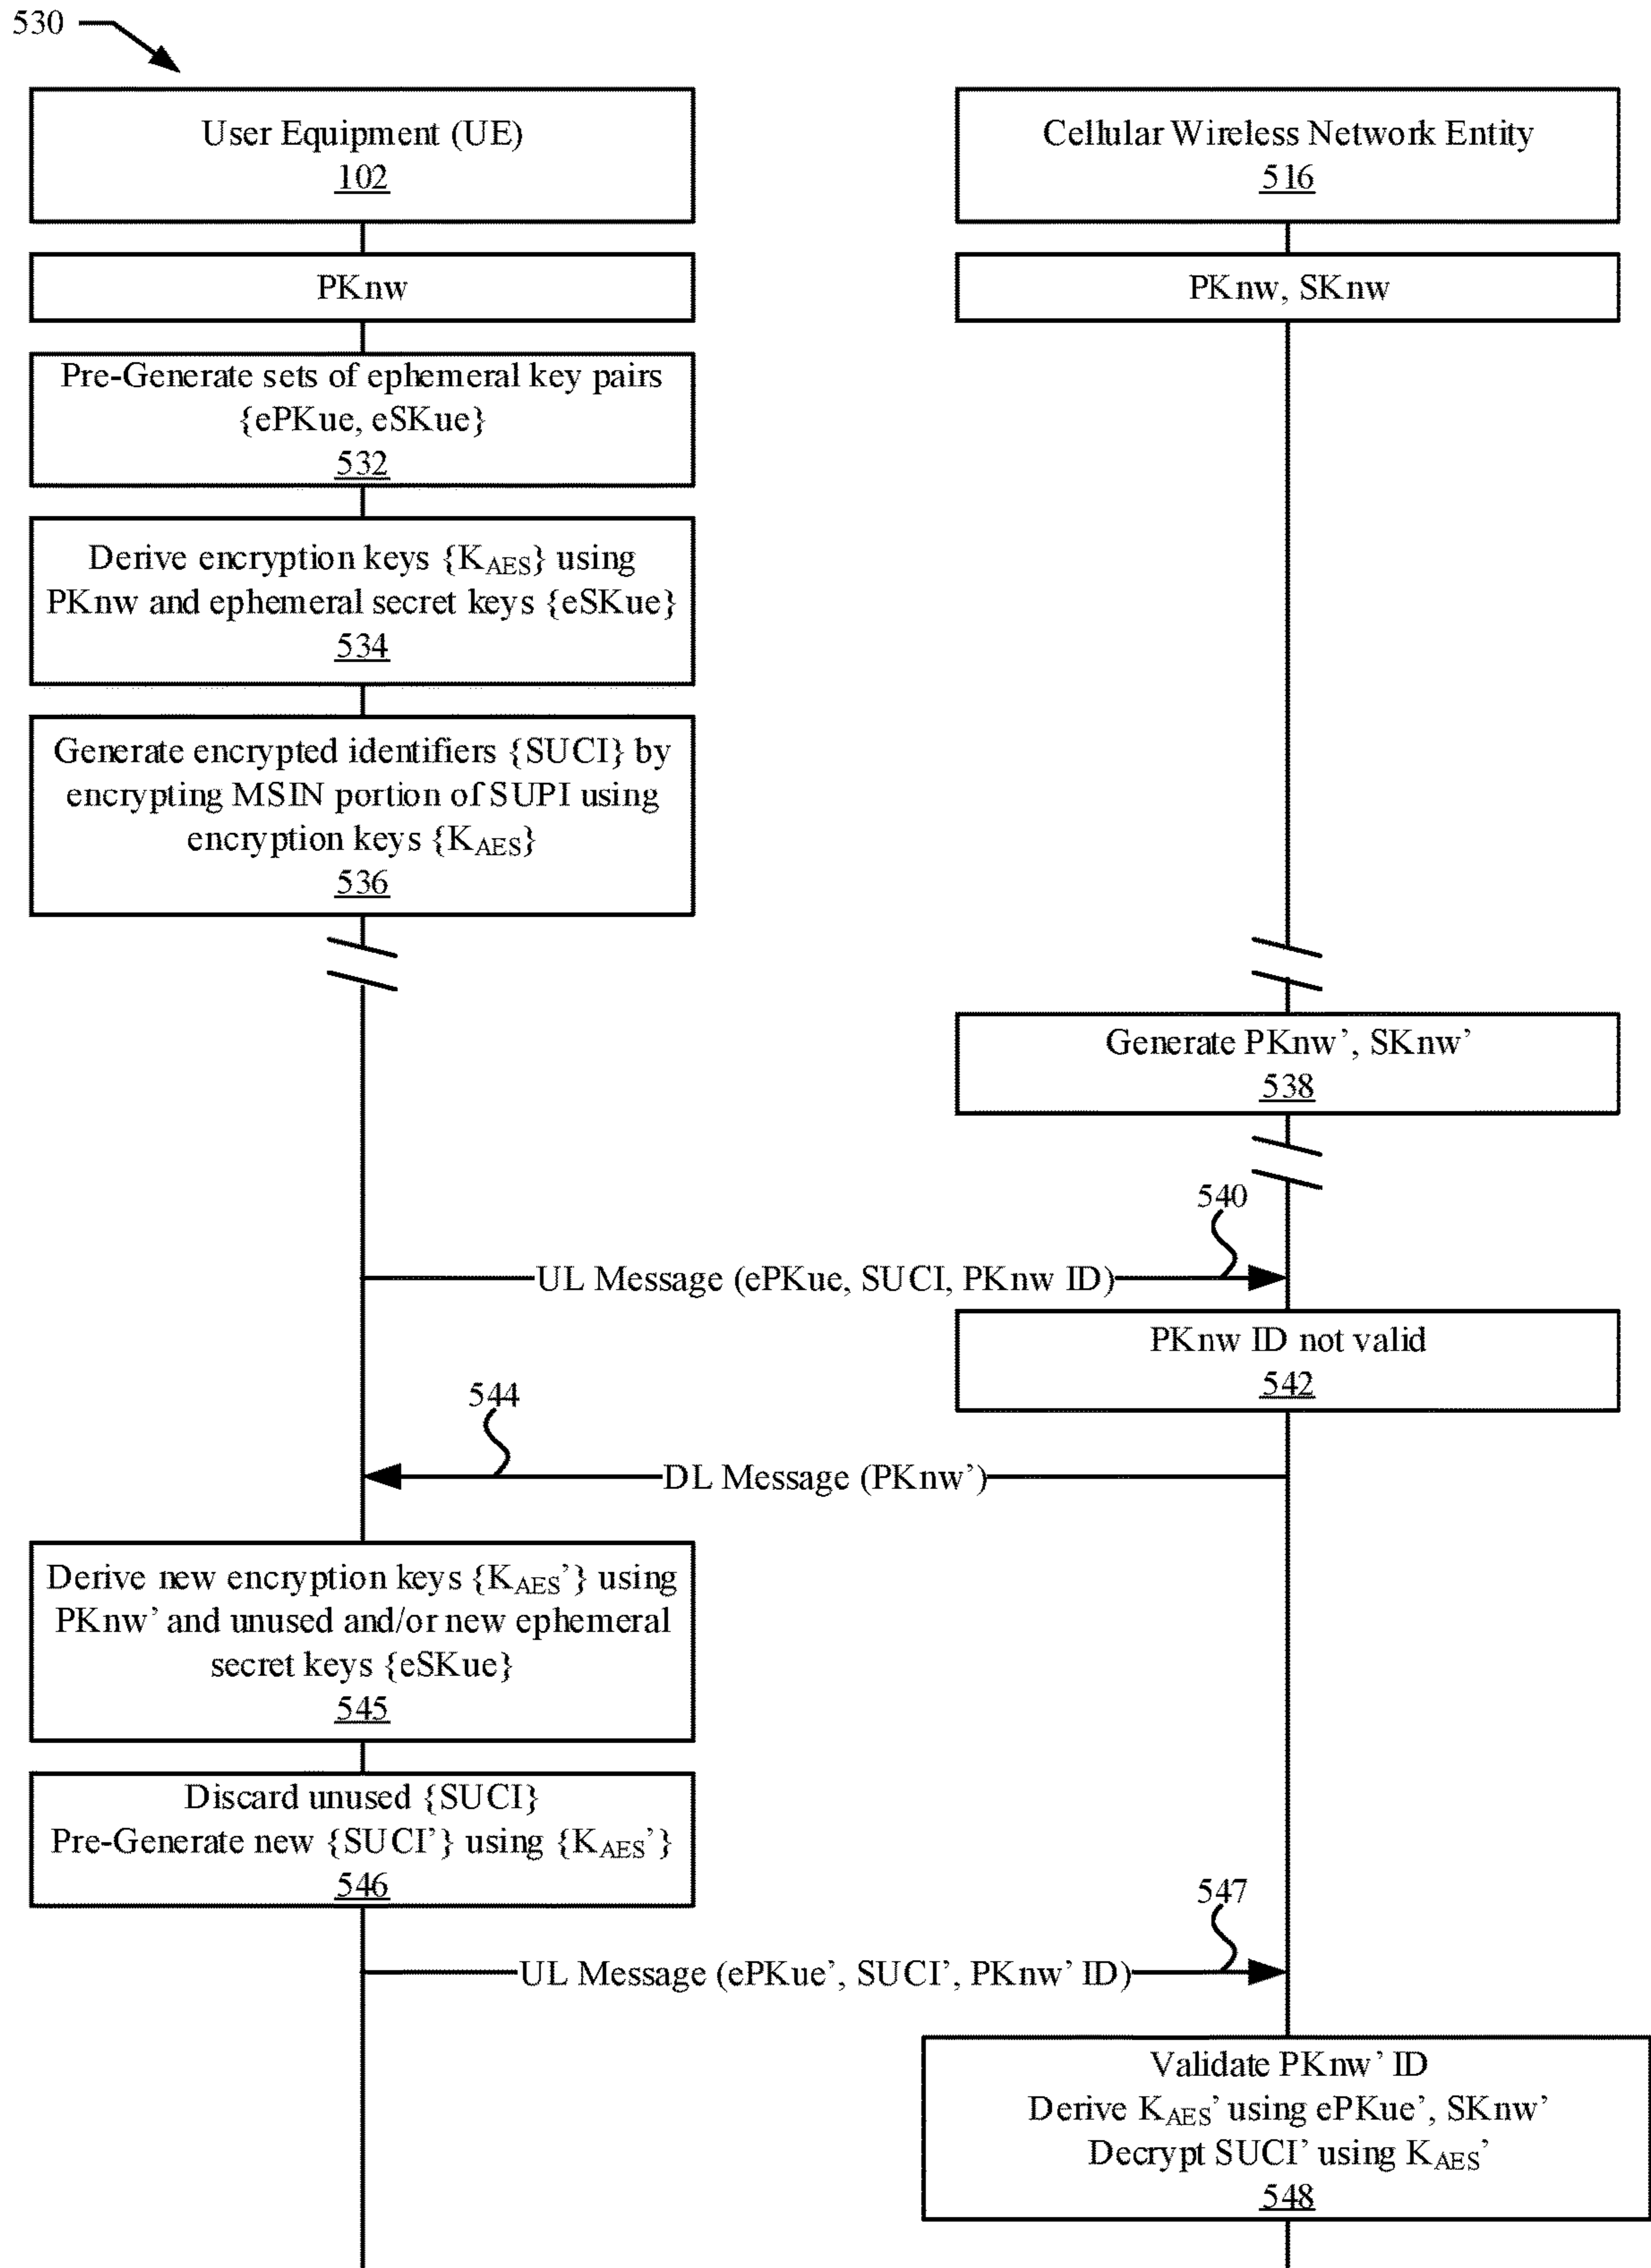 530
User Equipment (UE)
102
Cellular Wireless Network Entity
516
PKnw
PKnw, SKnw
Pre-Generate sets of ephemeral key pairs
{ePKue, eSKue}
532
Derive encryption keys {KAES} using
PKnw and ephemeral secret keys {eSKue}
534
Generate encrypted identifiers {SUCI} by
encrypting MSIN portion of SUPI using
encryption keys {KAES}
536
Generate PKnw’, SKnw’
538
540
UL Message (ePKue, SUCI, PKnw ID)
PKnw ID not valid
542
544
DL Message (PKnw’)
Derive new encryption keys {KAES’} using
PKnw’ and unused and/or new ephemeral
secret keys {eSKue}
545
Discard unused {SUCI}
Pre-Generate new {SUCI’} using {KAES’}
546
547
UL Message (ePKue’, SUCI’, PKnw’ ID)
Validate PKnw’ ID
Derive KAES’ using ePKue’, SKnw’
Decrypt SUCI’ using KAES’
548